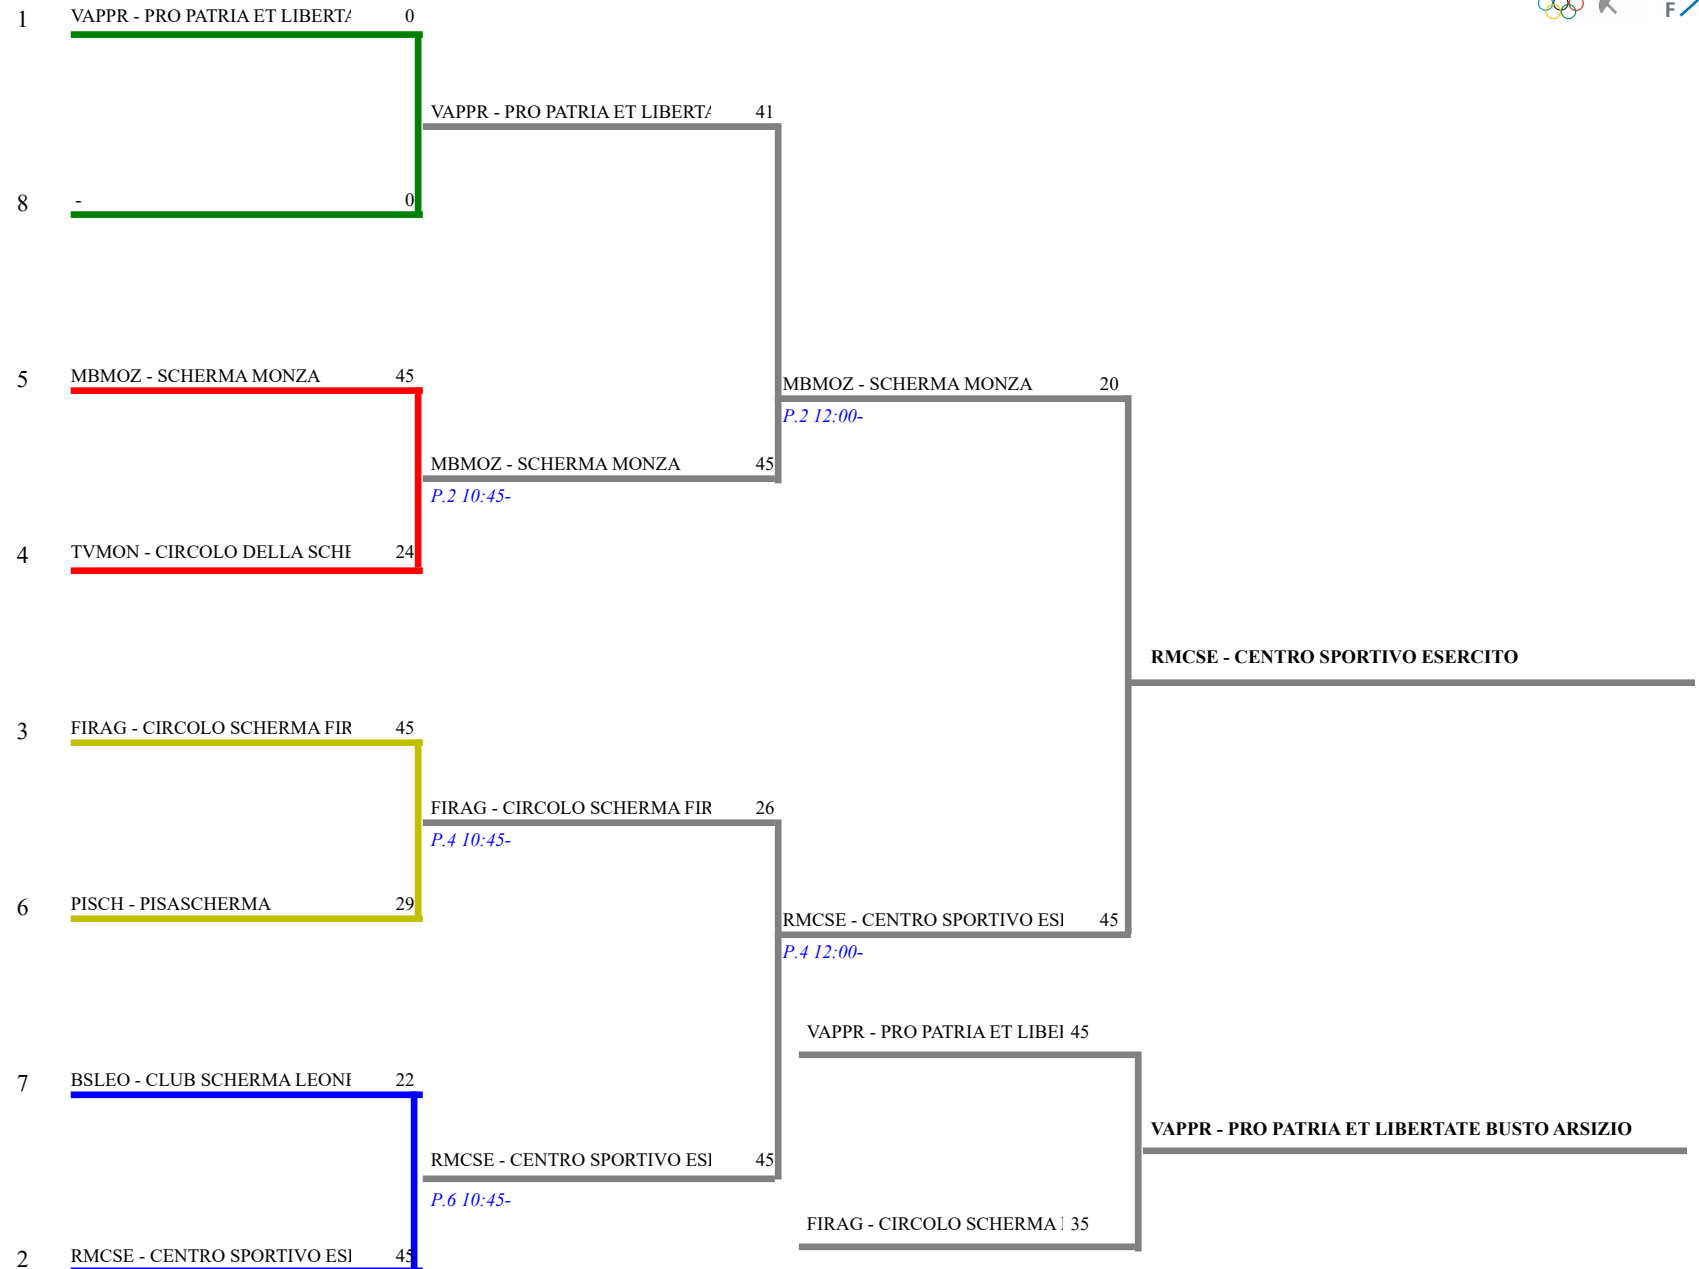 1 VAPPR - PRO PATRIA ET LIBERTA 0
F
VAPPR - PRO PATRIA ET LIBERTA 41
8 - 0
5 MBMOZ - SCHERMA MONZA 45
MBMOZ - SCHERMA MONZA 20
P.2 12:00-
MBMOZ - SCHERMA MONZA 45
P.2 10:45-
4 TVMON - CIRCOLO DELLA SCHE 24
RMCSE - CENTRO SPORTIVO ESERCITO
3 FIRAG - CIRCOLO SCHERMA FIR 45
FIRAG - CIRCOLO SCHERMA FIR 26
P.4 10:45-
6 PISCH - PISASCHERMA 29
RMCSE - CENTRO SPORTIVO ESI 45
P.4 12:00-
VAPPR - PRO PATRIA ET LIBEI 45
7 BSLEO - CLUB SCHERMA LEONE 22
VAPPR - PRO PATRIA ET LIBERTATE BUSTO ARSIZIO
RMCSE - CENTRO SPORTIVO ESI 45
P.6 10:45-
FIRAG - CIRCOLO SCHERMA 35
2 RMCSE - CENTRO SPORTIVO ESI 45